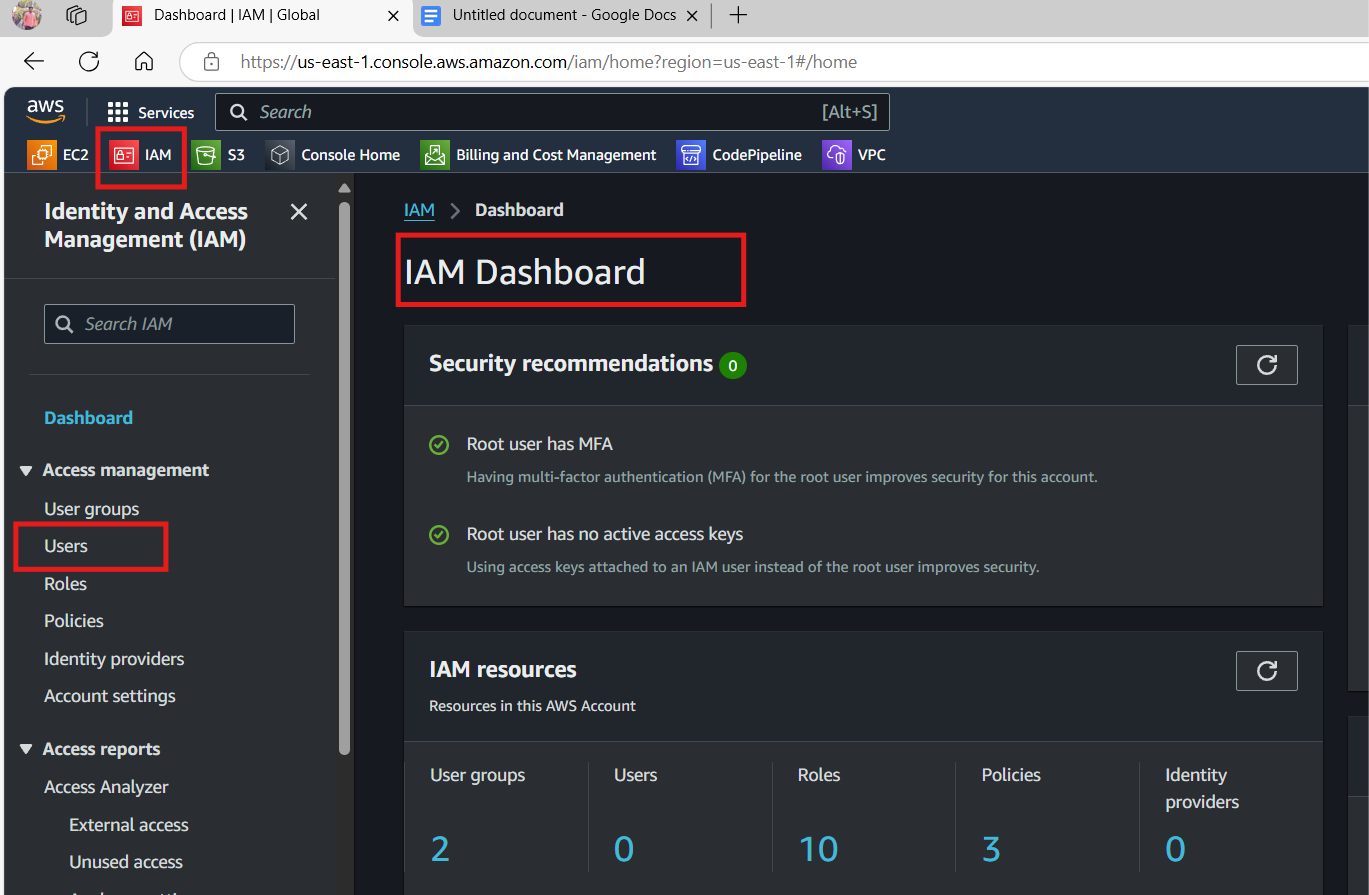 Dashboard | IAM | Global
Untitled document - Google Docs
https://us-east-1.console.aws.amazon.com/iam/home?region=us-east-1#/home
aws
Services
Search
[Alt+S]
EC2
IAM
S3
Console Home
Billing and Cost Management
CodePipeline
VPC
Identity and Access
Management (IAM)
Search IAM
Dashboard
Access management
User groups
Users
Roles
Policies
Identity providers
Account settings
Access reports
Access Analyzer
External access
Unused access
IAM > Dashboard
IAM Dashboard
Security recommendations 0
Root user has MFA
Having multi-factor authentication (MFA) for the root user improves security for this account.
Root user has no active access keys
Using access keys attached to an IAM user instead of the root user improves security.
IAM resources
Resources in this AWS Account
User groups
2
Users
0
Roles
10
Policies
3
Identity
providers
0